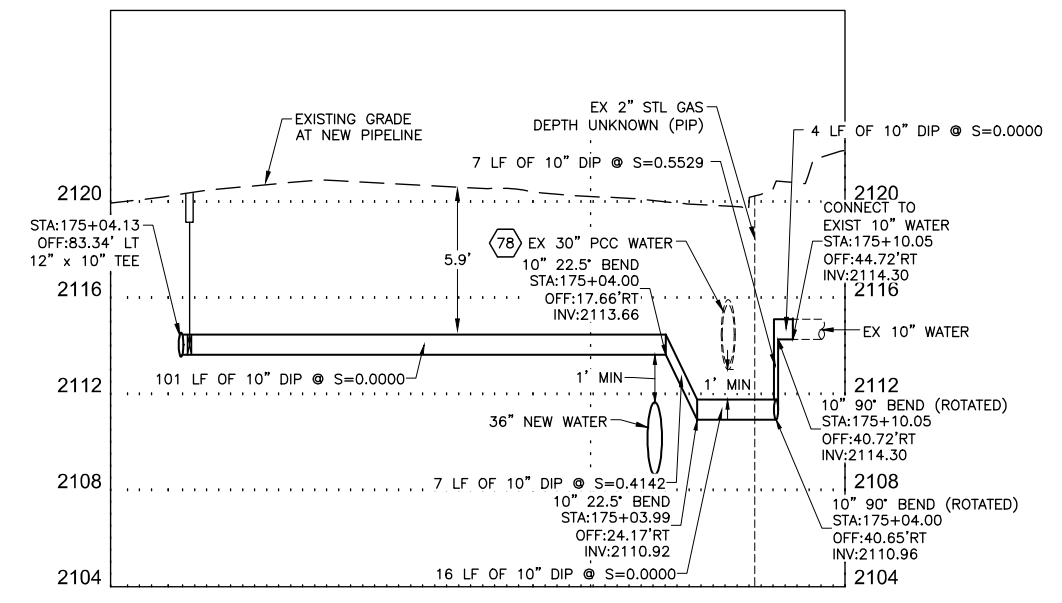 EX 2" STL GAS
DEPTH UNKNOWN (PIP)
EXISTING GRADE
AT NEW PIPELINE
4 LF OF 10" DIP @ S=0.0000
7 LF OF 10" DIP @ S=0.5529
2120
2120
CONNECT TO
EXIST 10" WATER
STA:175+10.05
OFF:44.72'RT
INV:2114.30
STA:175+04.13
OFF:83.34' LT
12" x 10" TEE
5.9'
78 EX 30" PCC WATER
10" 22.5° BEND
STA:175+04.00
OFF:17.66'RT
INV:2113.66
2116
2116
EX 10" WATER
101 LF OF 10" DIP @ S=0.0000
1' MIN
1' MIN
2112
2112
10" 90° BEND (ROTATED)
STA:175+10.05
OFF:40.72'RT
INV:2114.30
36" NEW WATER
7 LF OF 10" DIP @ S=0.4142
2108
2108
10" 22.5° BEND
STA:175+03.99
OFF:24.17'RT
INV:2110.92
10" 90° BEND (ROTATED)
STA:175+04.00
OFF:40.65'RT
INV:2110.96
16 LF OF 10" DIP @ S=0.0000
2104
2104